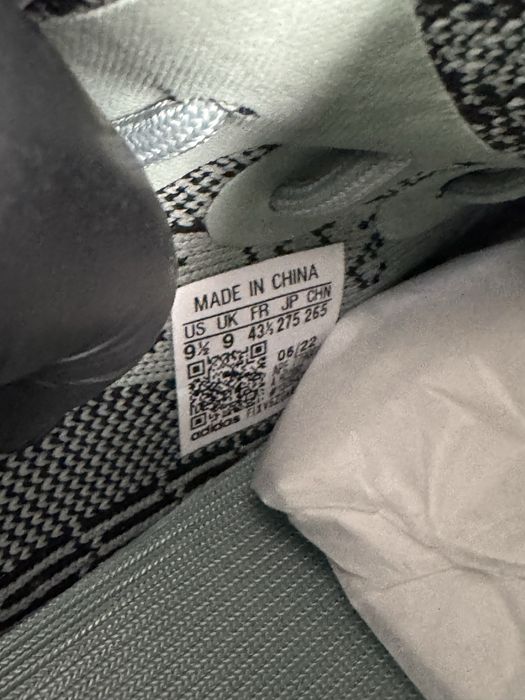 MADE IN CHINA
US UK FR JP CHN
9½ 9 43⅓ 275 265
06/22
adidas